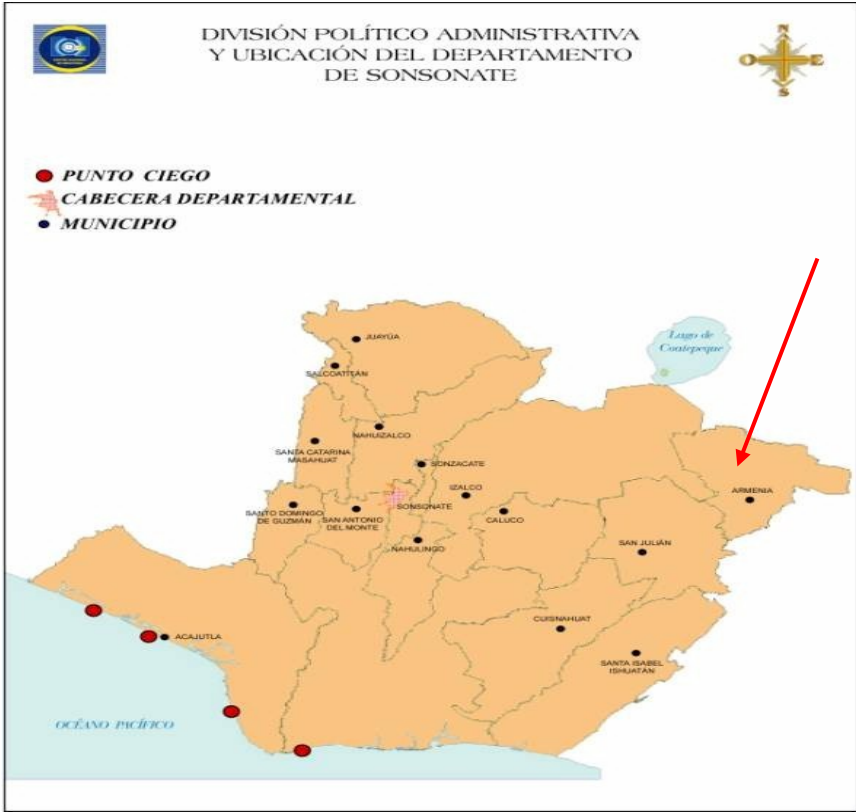 DIVISIÓN POLÍTICO ADMINISTRATIVA
Y UBICACIÓN DEL DEPARTAMENTO
DE SONSONATE
N
O E
S
PUNTO CIEGO
CABECERA DEPARTAMENTAL
MUNICIPIO
Lago de
Coatepeque
JUAYÚA
SALCOATITÁN
NAHUIZALCO
SANTA CATARINA
MASAHUAT
SONZACATE
IZALCO
ARMENIA
SONSONATE
SANTO DOMINGO
DE GUZMÁN
SAN ANTONIO
DEL MONTE
CALUCO
NAHULINGO
SAN JULIÁN
CUISNAHUAT
ACAJUTLA
SANTA ISABEL
ISHUATÁN
OCÉANO PACÍFICO